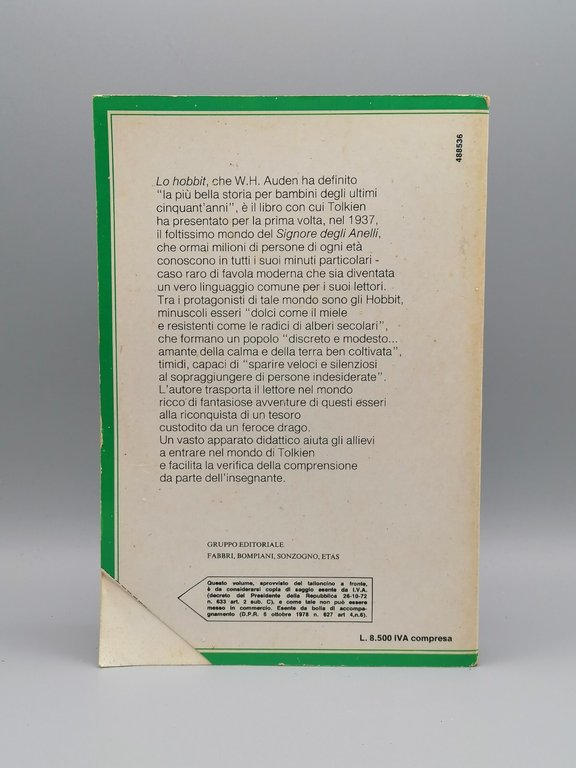 488536
Lo hobbit, che W.H. Auden ha definito
“la più bella storia per bambini degli ultimi
cinquant'anni”, è il libro con cui Tolkien
ha presentato per la prima volta, nel 1937,
il foltissimo mondo del Signore degli Anelli,
che ormai milioni di persone di ogni età
conoscono in tutti i suoi minuti particolari -
caso raro di favola moderna che sia diventata
un vero linguaggio comune per i suoi lettori.
Tra i protagonisti di tale mondo sono gli Hobbit,
minuscoli esseri “dolci come il miele
e resistenti come le radici di alberi secolari”,
che formano un popolo “discreto e modesto...
amante della calma e della terra ben coltivata”,
timidi, capaci di “sparire veloci e silenziosi
al sopraggiungere di persone indesiderate”.
L'autore trasporta il lettore nel mondo
ricco di fantasiose avventure di questi esseri
alla riconquista di un tesoro
custodito da un feroce drago.
Un vasto apparato didattico aiuta gli allievi
a entrare nel mondo di Tolkien
e facilita la verifica della comprensione
da parte dell'insegnante.
GRUPPO EDITORIALE
FABBRI, BOMPIANI, SONZOGNO, ETAS
Questo volume, sprovvisto del talloncino a fronte,
è da considerarsi copia di saggio esente da I.V.A.
(decreto del Presidente della Repubblica 26-10-72
n. 633 art. 2 sub. C), e come tale non può essere
messo in commercio. Esente da bolla di accompa-
gnamento (D.P.R. 6 ottobre 1978 n. 627 art 4,n.6).
L. 8.500 IVA compresa